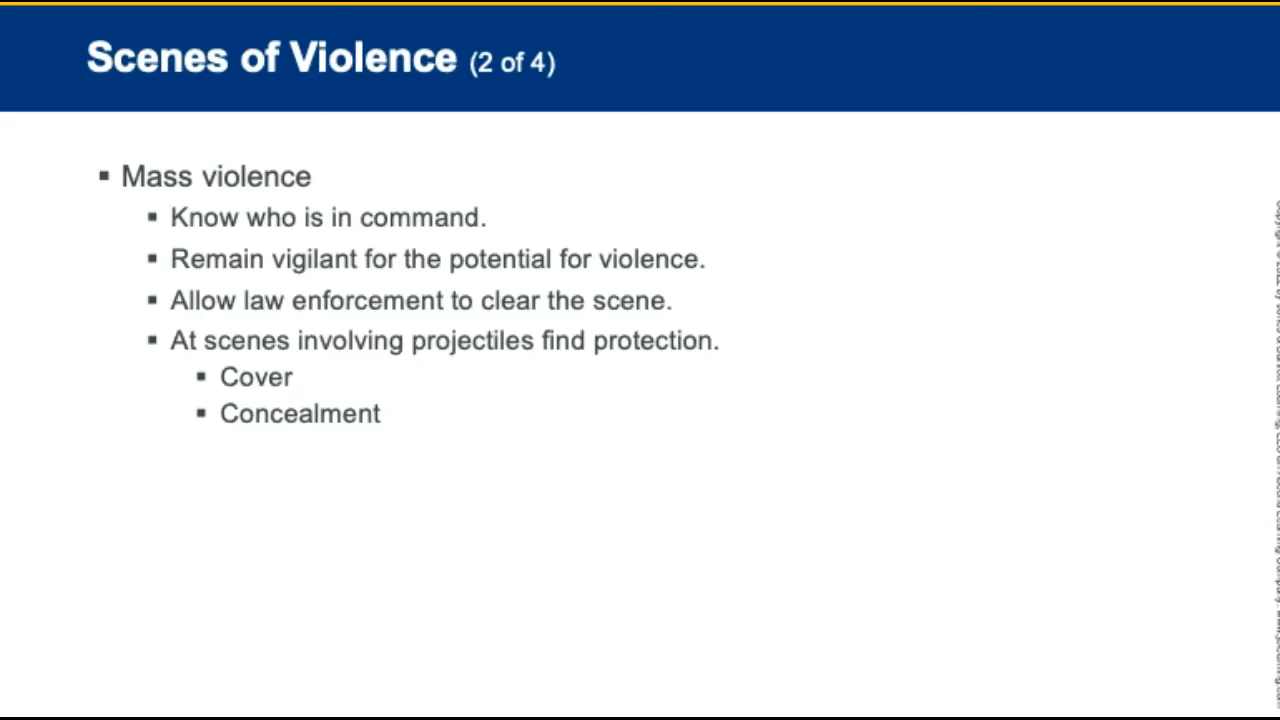 Scenes of Violence (2 of 4)
▪ Mass violence
▪ Know who is in command.
▪ Remain vigilant for the potential for violence.
▪ Allow law enforcement to clear the scene.
▪ At scenes involving projectiles find protection.
▪ Cover
▪ Concealment